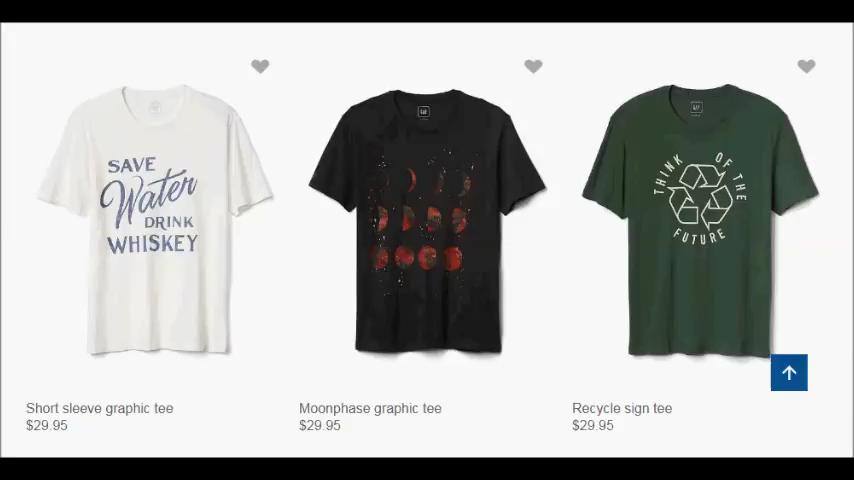 SAVE
Water
DRINK
WHISKEY
GAP
THINK OF THE
FUTURE
Short sleeve graphic tee
$29.95
Moonphase graphic tee
$29.95
Recycle sign tee
$29.95